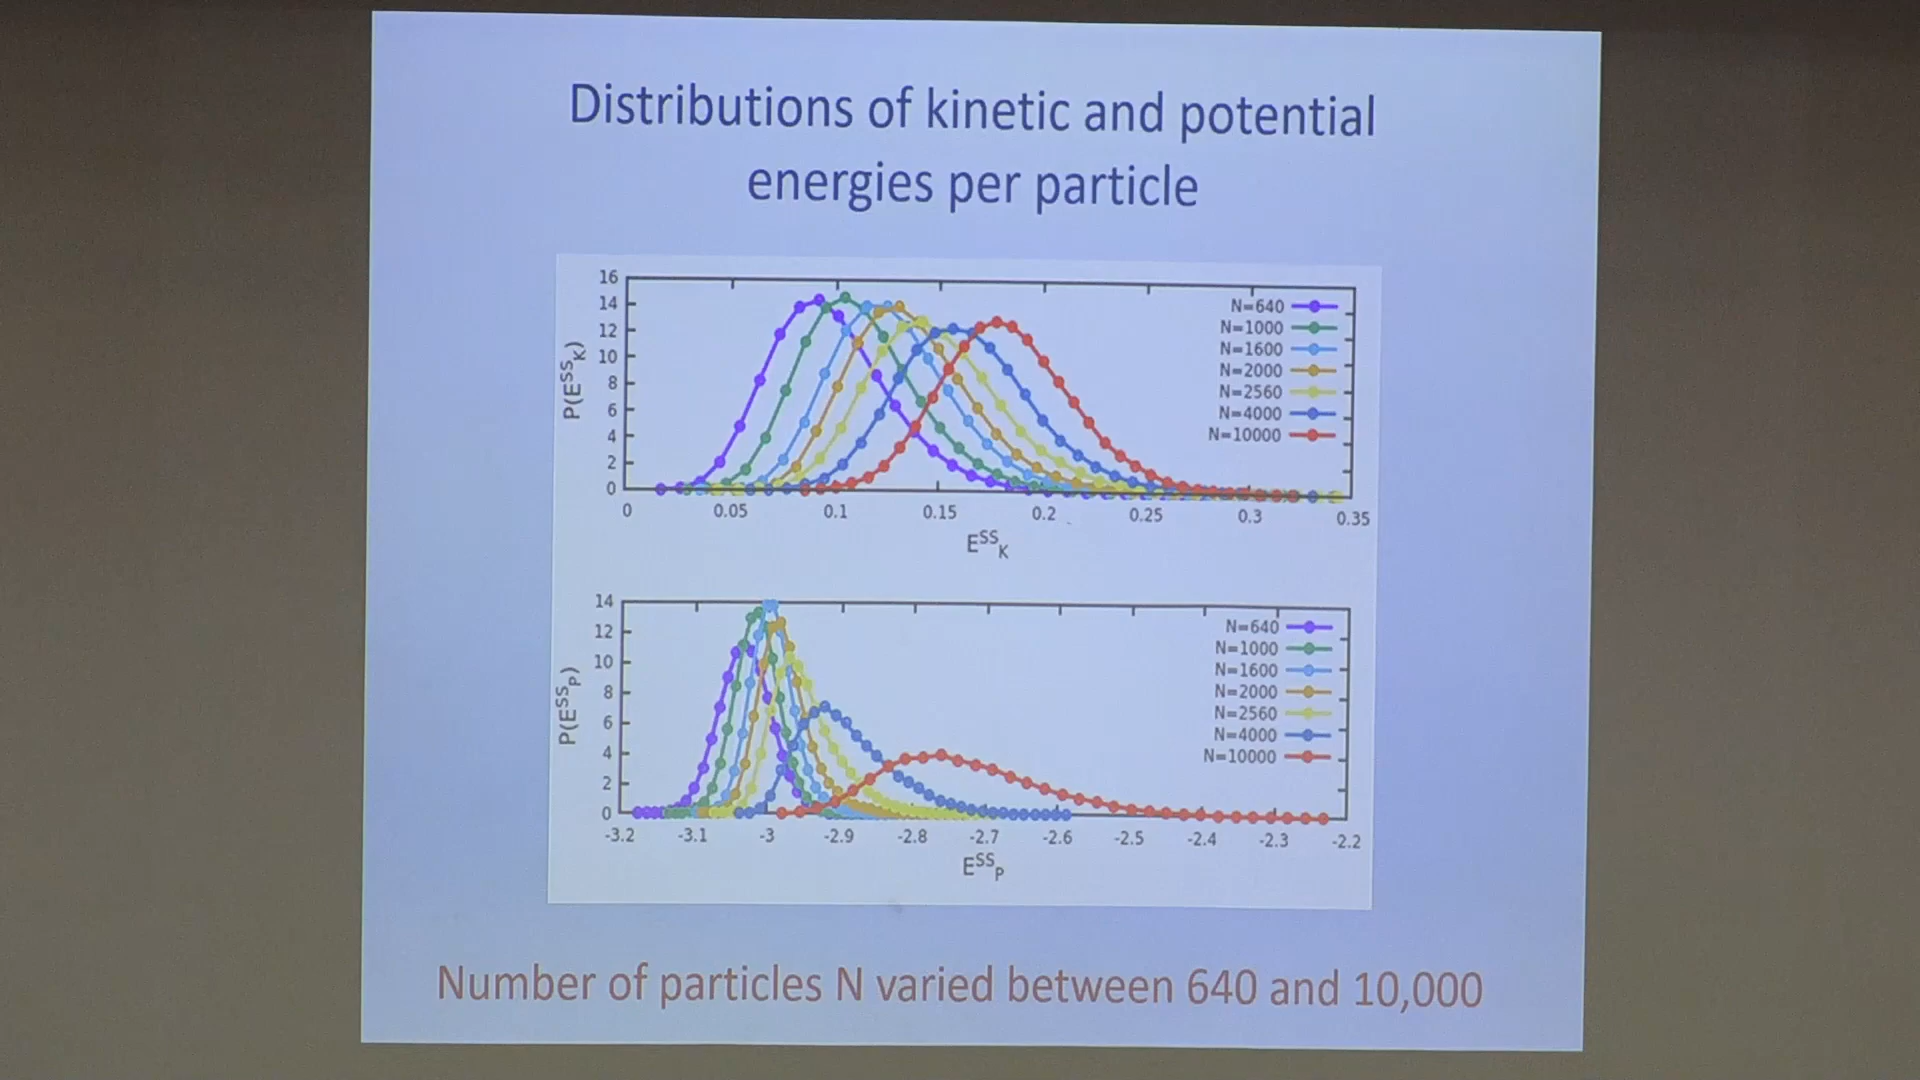 Distributions of kinetic and potential
energies per particle
16
14
12
10
8
6
4
2
0
P(E^SS_K)
0 0.05 0.1 0.15 0.2 0.25 0.3 0.35
E^SS_K
N=640
N=1000
N=1600
N=2000
N=2560
N=4000
N=10000
14
12
10
8
6
4
2
0
P(E^SS_P)
-3.2 -3.1 -3 -2.9 -2.8 -2.7 -2.6 -2.5 -2.4 -2.3 -2.2
E^SS_P
N=640
N=1000
N=1600
N=2000
N=2560
N=4000
N=10000
Number of particles N varied between 640 and 10,000